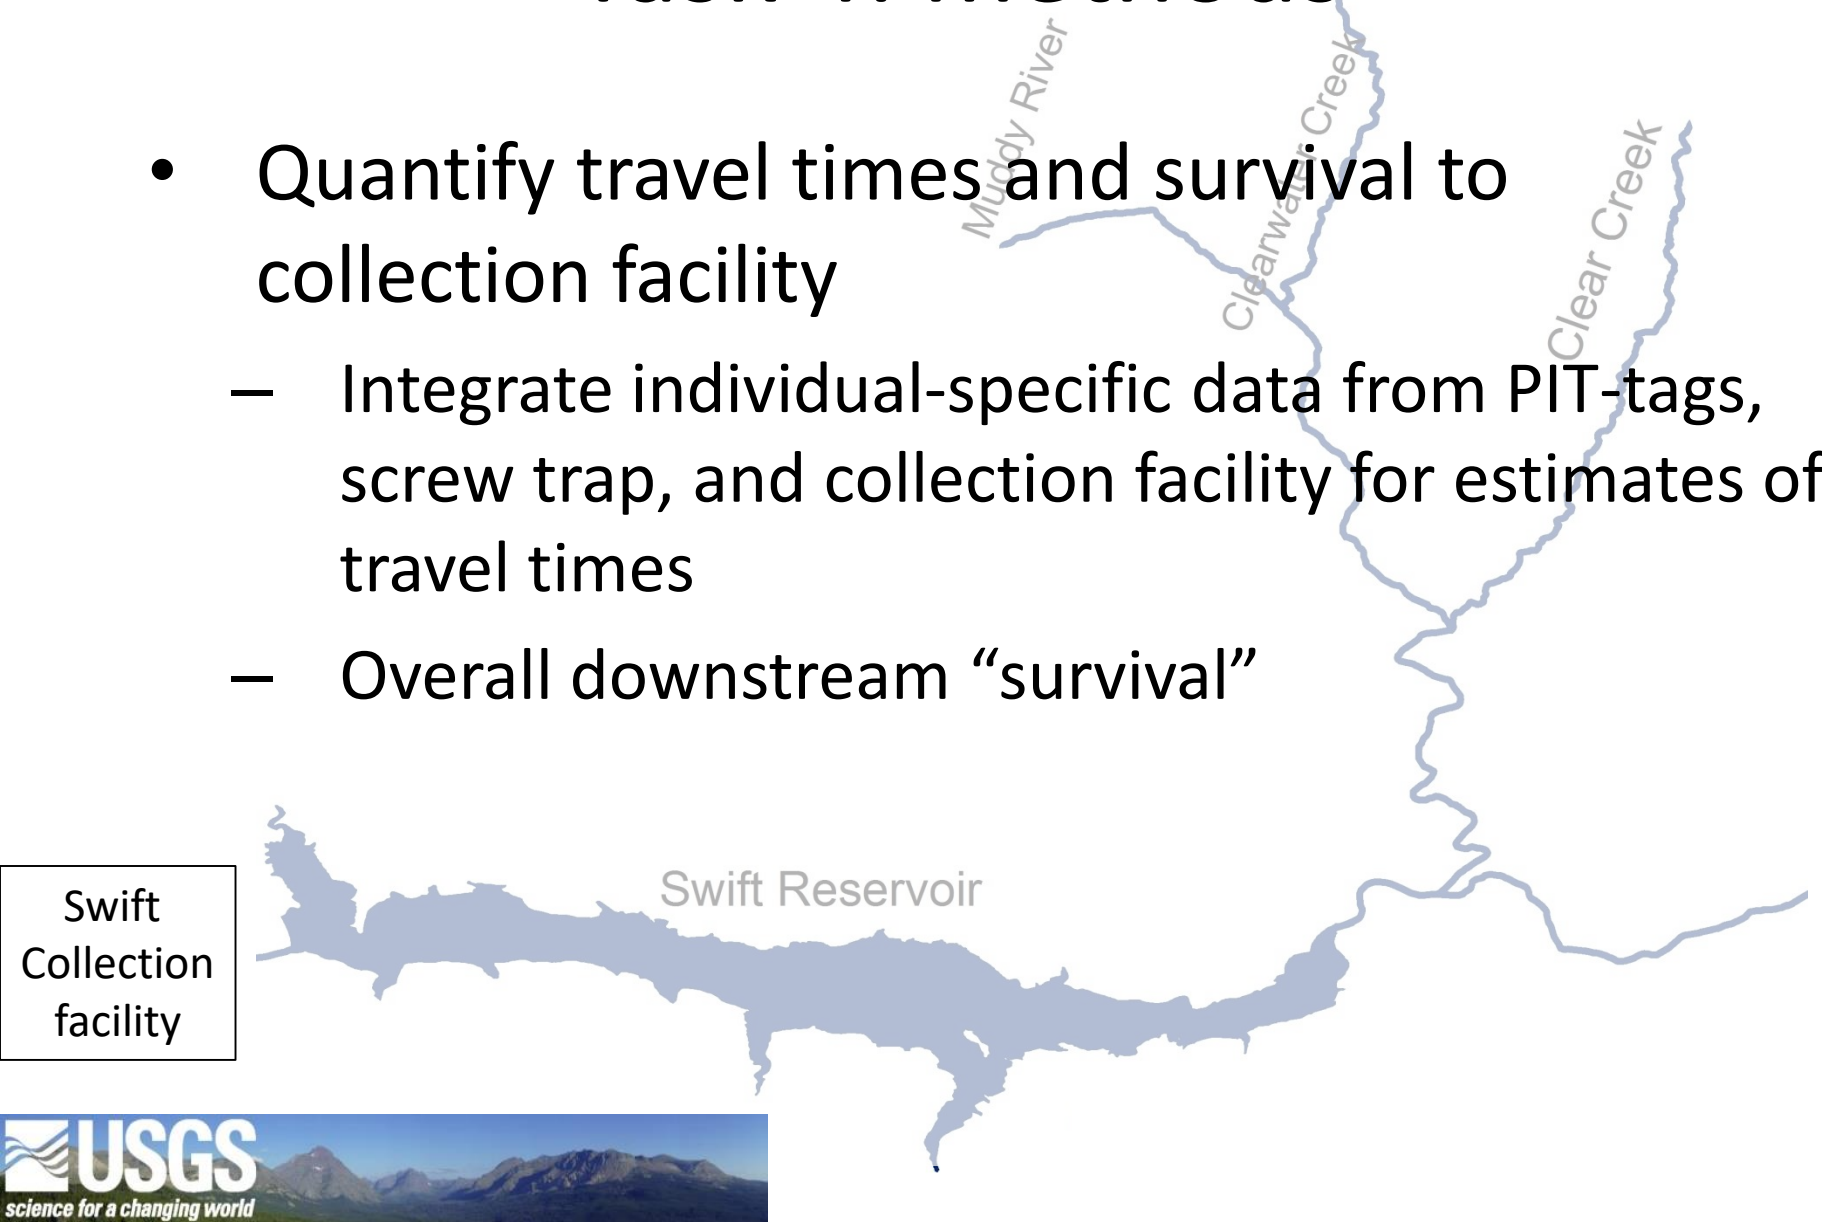 Muddy River
Clearwater Creek
Clear Creek
• Quantify travel times and survival to
collection facility
– Integrate individual-specific data from PIT-tags,
screw trap, and collection facility for estimates of
travel times
– Overall downstream “survival”
Swift Reservoir
Swift
Collection
facility
USGS
science for a changing world